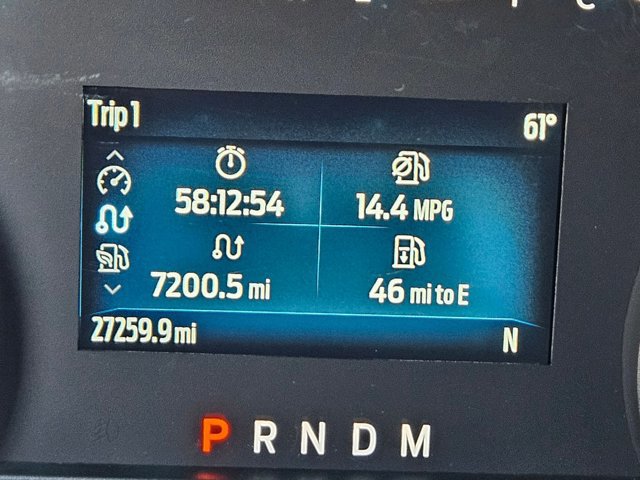 Trip 1 61°
58:12:54 14.4 MPG
7200.5 mi 46 mi to E
27259.9 mi N
P R N D M